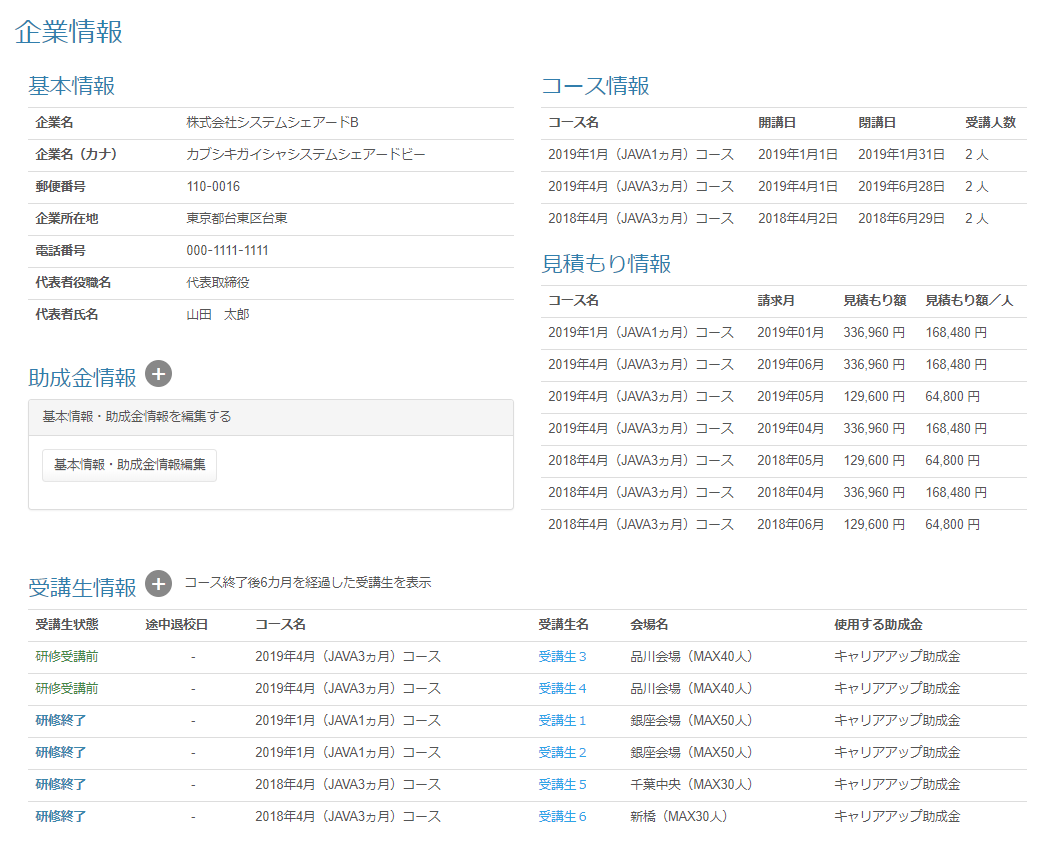 企業情報
基本情報
企業名 株式会社システムシェアードB
企業名（カナ） カブシキガイシャシステムシェアードビー
郵便番号 110-0016
企業所在地 東京都台東区台東
電話番号 000-1111-1111
代表者役職名 代表取締役
代表者氏名 山田　太郎
助成金情報
基本情報・助成金情報を編集する
基本情報・助成金情報編集
コース情報
コース名 開講日 閉講日 受講人数
2019年1月（JAVA1ヵ月）コース 2019年1月1日 2019年1月31日 2 人
2019年4月（JAVA3ヵ月）コース 2019年4月1日 2019年6月28日 2 人
2018年4月（JAVA3ヵ月）コース 2018年4月2日 2018年6月29日 2 人
見積もり情報
コース名 請求月 見積もり額 見積もり額／人
2019年1月（JAVA1ヵ月）コース 2019年01月 336,960 円 168,480 円
2019年4月（JAVA3ヵ月）コース 2019年06月 336,960 円 168,480 円
2019年4月（JAVA3ヵ月）コース 2019年05月 129,600 円 64,800 円
2019年4月（JAVA3ヵ月）コース 2019年04月 336,960 円 168,480 円
2018年4月（JAVA3ヵ月）コース 2018年05月 129,600 円 64,800 円
2018年4月（JAVA3ヵ月）コース 2018年04月 336,960 円 168,480 円
2018年4月（JAVA3ヵ月）コース 2018年06月 129,600 円 64,800 円
受講生情報 コース終了後6カ月を経過した受講生を表示
受講生状態 途中退校日 コース名 受講生名 会場名 使用する助成金
研修受講前 - 2019年4月（JAVA3ヵ月）コース 受講生３ 品川会場（MAX40人） キャリアアップ助成金
研修受講前 - 2019年4月（JAVA3ヵ月）コース 受講生４ 品川会場（MAX40人） キャリアアップ助成金
研修終了 - 2019年1月（JAVA1ヵ月）コース 受講生１ 銀座会場（MAX50人） キャリアアップ助成金
研修終了 - 2019年1月（JAVA1ヵ月）コース 受講生２ 銀座会場（MAX50人） キャリアアップ助成金
研修終了 - 2018年4月（JAVA3ヵ月）コース 受講生５ 千葉中央（MAX30人） キャリアアップ助成金
研修終了 - 2018年4月（JAVA3ヵ月）コース 受講生６ 新橋（MAX30人） キャリアアップ助成金